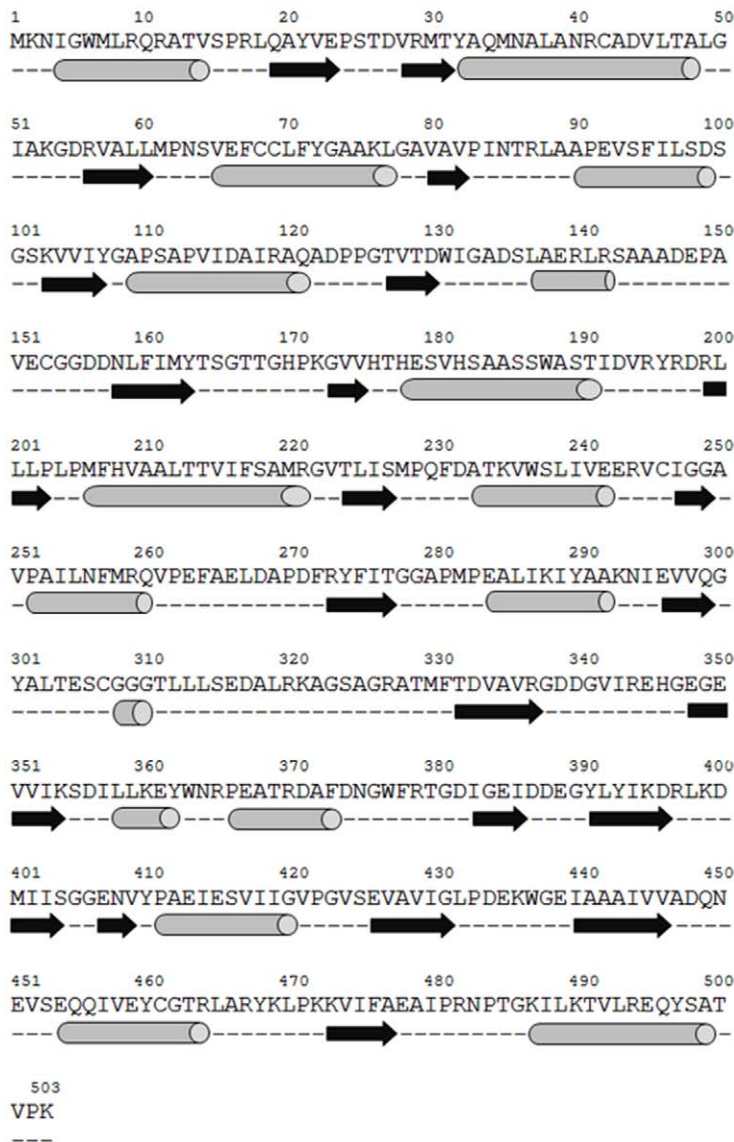 1 10 20 30 40 50
MKNIGWMLRQRATVSPRLQAYVEPSTDVRMTYAQMNALANRCADVLTALG
51 60 70 80 90 100
IAKGDRVALLMPNSVEFCCLFYGAAKLGAVAVPINTRLAAPEVSFILSDS
101 110 120 130 140 150
GSKVVIYGAPSAPVIDAIRAQADPPGTVTDWIGADSLAERLRSAAADEPA
151 160 170 180 190 200
VECGGDDNLFIMYTSGTTGHPKGVVHTHESVHSAASSWASTIDVRYRDRL
201 210 220 230 240 250
LLPLPMFHVAALTTVIFSAMRGVTLISMPQFDATKVWSLIVEERVCIGGA
251 260 270 280 290 300
VPAILNFMRQVPEFAELDAPDFRYFITGGAPMPEALIKIYAAKNIEVVQG
301 310 320 330 340 350
YALTESCGGGTLLLSEDALRKAGSAGRATMFTDVAVRGDDGVIREHGEGE
351 360 370 380 390 400
VVIKSDILLKEYWNRPEATRDAFDNGWFRTGDIGEIDDEGYLYIKDRLKD
401 410 420 430 440 450
MIISGGENVYPAEIESVIIGVPGVSEVAVIGLPDEKWGEIAAAIVVADQN
451 460 470 480 490 500
EVSEQQIVEYCGTRLARYKLPKKVIFAEAIPRNPTGKILKTVLREQYSAT
503
VPK